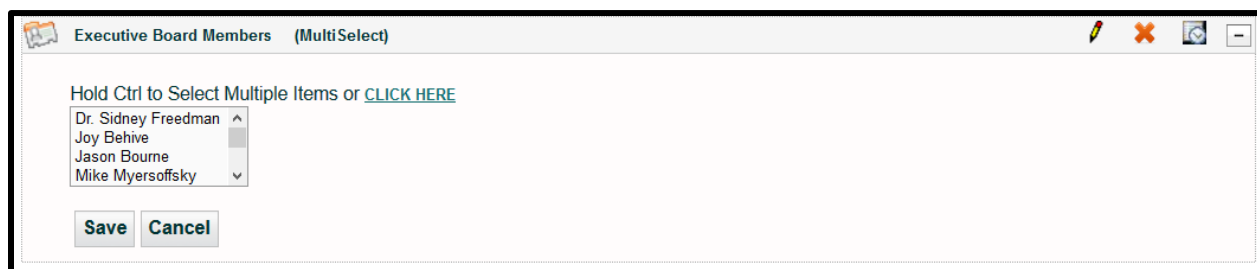 Executive Board Members (MultiSelect)
Hold Ctrl to Select Multiple Items or CLICK HERE
Dr. Sidney Freedman
Joy Behive
Jason Bourne
Mike Myersoffsky
Save Cancel